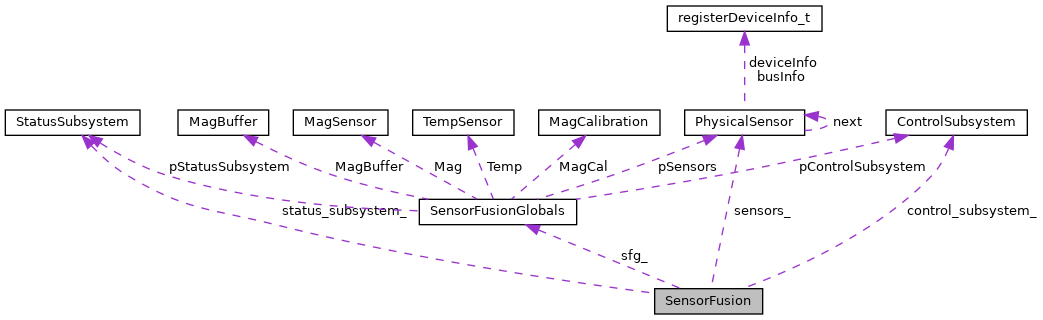 registerDeviceInfo_t
deviceInfo
busInfo
StatusSubsystem
MagBuffer
MagSensor
TempSensor
MagCalibration
PhysicalSensor
next
ControlSubsystem
pStatusSubsystem
MagBuffer
Mag
Temp
MagCal
pSensors
pControlSubsystem
status_subsystem_
SensorFusionGlobals
sensors_
control_subsystem_
sfg_
SensorFusion